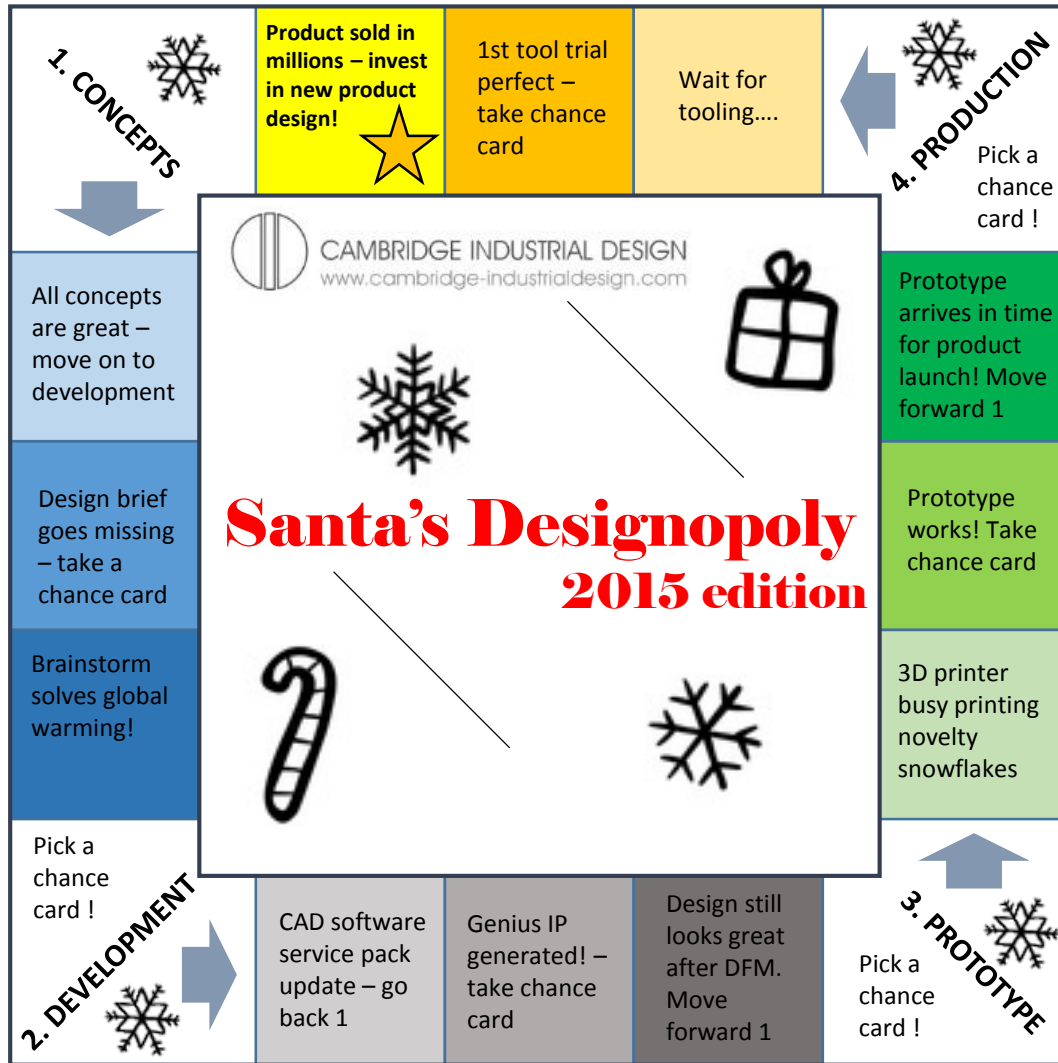 1. CONCEPTS
Product sold in
millions – invest
in new product
design!
1st tool trial
perfect –
take chance
card
Wait for
tooling....
4. PRODUCTION
Pick a
chance
card !
CAMBRIDGE INDUSTRIAL DESIGN
www.cambridge-industrialdesign.com
All concepts
are great –
move on to
development
Prototype
arrives in time
for product
launch! Move
forward 1
Design brief
goes missing
– take a
chance card
Santa's Designopoly
2015 edition
Prototype
works! Take
chance card
Brainstorm
solves global
warming!
3D printer
busy printing
novelty
snowflakes
Pick a
chance
card !
2. DEVELOPMENT
CAD software
service pack
update – go
back 1
Genius IP
generated! –
take chance
card
Design still
looks great
after DFM.
Move
forward 1
3. PROTOTYPE
Pick a
chance
card !